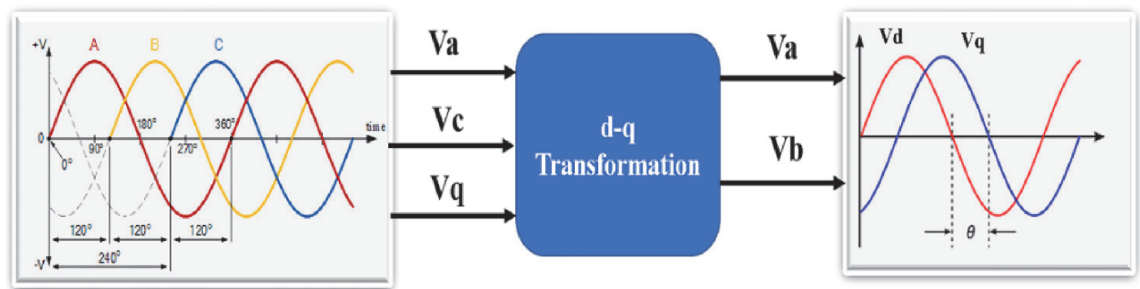 +V
A
B
C
0
0°
90°
180°
270°
360°
time
120°
120°
120°
240°
-V
Va
Vc
Vq
d-q
Transformation
Va
Vb
Vd
Vq
θ